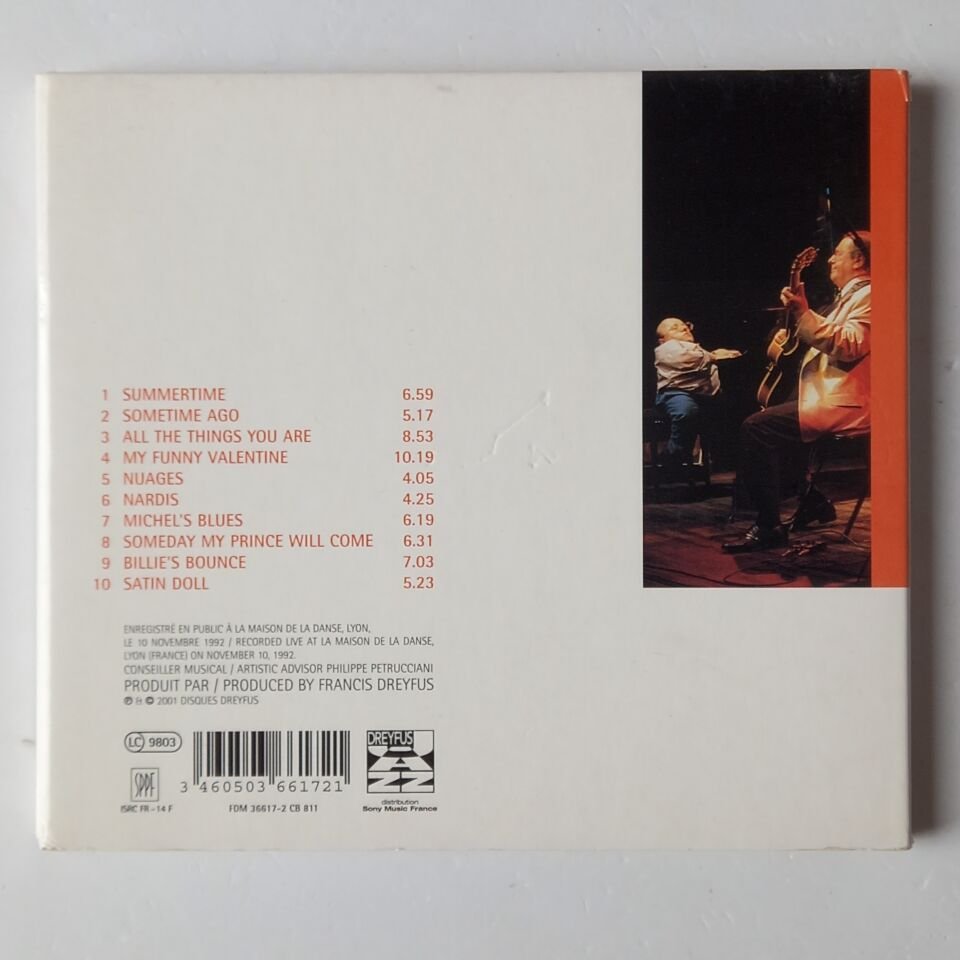 1 SUMMERTIME 6.59
2 SOMETIME AGO 5.17
3 ALL THE THINGS YOU ARE 8.53
4 MY FUNNY VALENTINE 10.19
5 NUAGES 4.05
6 NARDIS 4.25
7 MICHEL'S BLUES 6.19
8 SOMEDAY MY PRINCE WILL COME 6.31
9 BILLIE'S BOUNCE 7.03
10 SATIN DOLL 5.23
ENREGISTRÉ EN PUBLIC À LA MAISON DE LA DANSE, LYON,
LE 10 NOVEMBRE 1992 / RECORDED LIVE AT LA MAISON DE LA DANSE,
LYON (FRANCE) ON NOVEMBER 10, 1992.
CONSEILLER MUSICAL / ARTISTIC ADVISOR PHILIPPE PETRUCCIANI
PRODUIT PAR / PRODUCED BY FRANCIS DREYFUS
℗ & © 2001 DISQUES DREYFUS
LC 9803
SPPF
ISRC FR-14 F
3 460503 661721
FDM 36617-2 CB 811
DREYFUS
JAZZ
distribution
Sony Music France